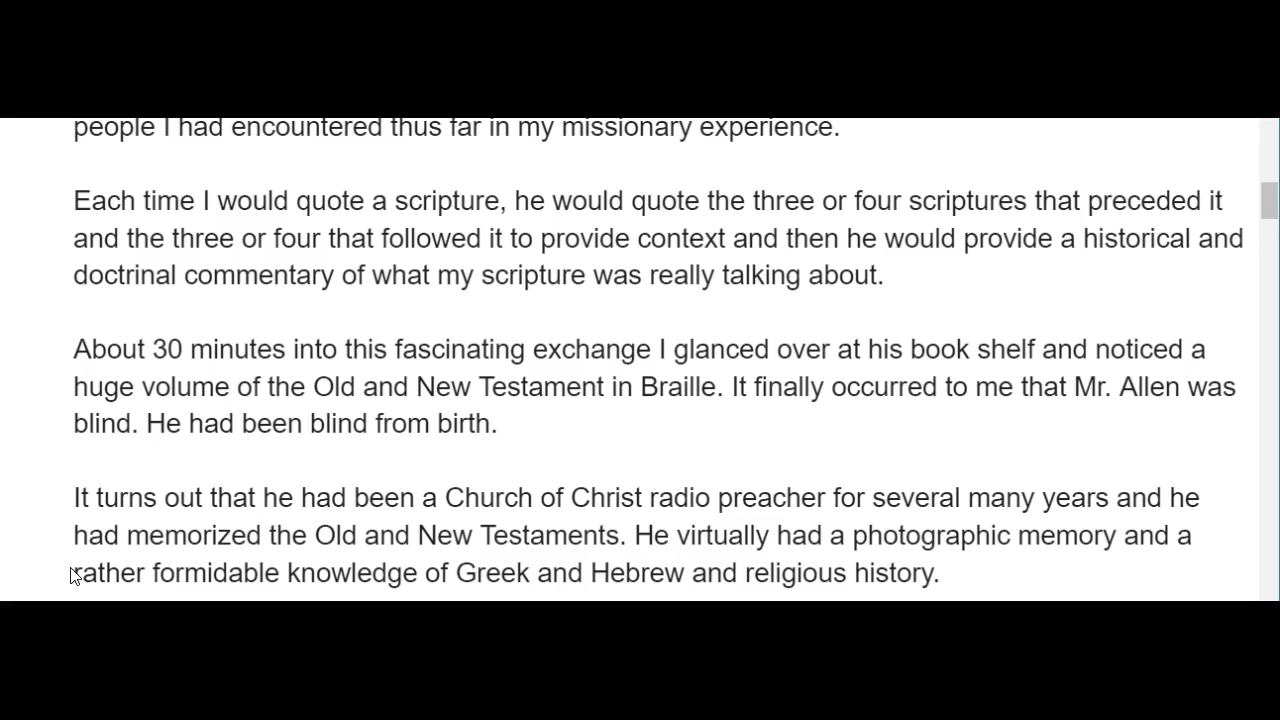 people I had encountered thus far in my missionary experience.
Each time I would quote a scripture, he would quote the three or four scriptures that preceded it
and the three or four that followed it to provide context and then he would provide a historical and
doctrinal commentary of what my scripture was really talking about.
About 30 minutes into this fascinating exchange I glanced over at his book shelf and noticed a
huge volume of the Old and New Testament in Braille. It finally occurred to me that Mr. Allen was
blind. He had been blind from birth.
It turns out that he had been a Church of Christ radio preacher for several many years and he
had memorized the Old and New Testaments. He virtually had a photographic memory and a
rather formidable knowledge of Greek and Hebrew and religious history.